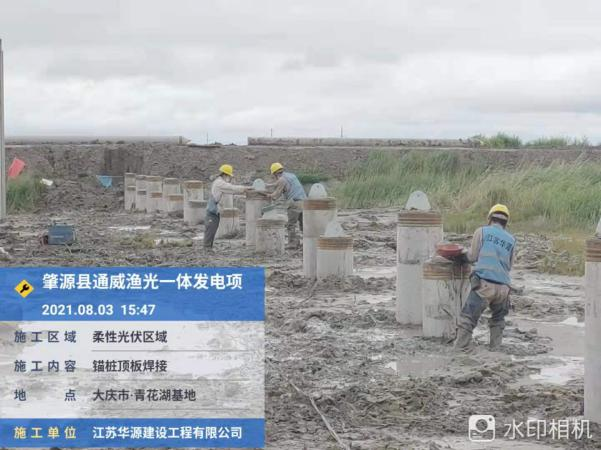 肇源县通威渔光一体发电项
2021.08.03 15:47
施工区域 柔性光伏区域
施工内容 锚桩顶板焊接
地点 大庆市·青花湖基地
施工单位 江苏华源建设工程有限公司
水印相机